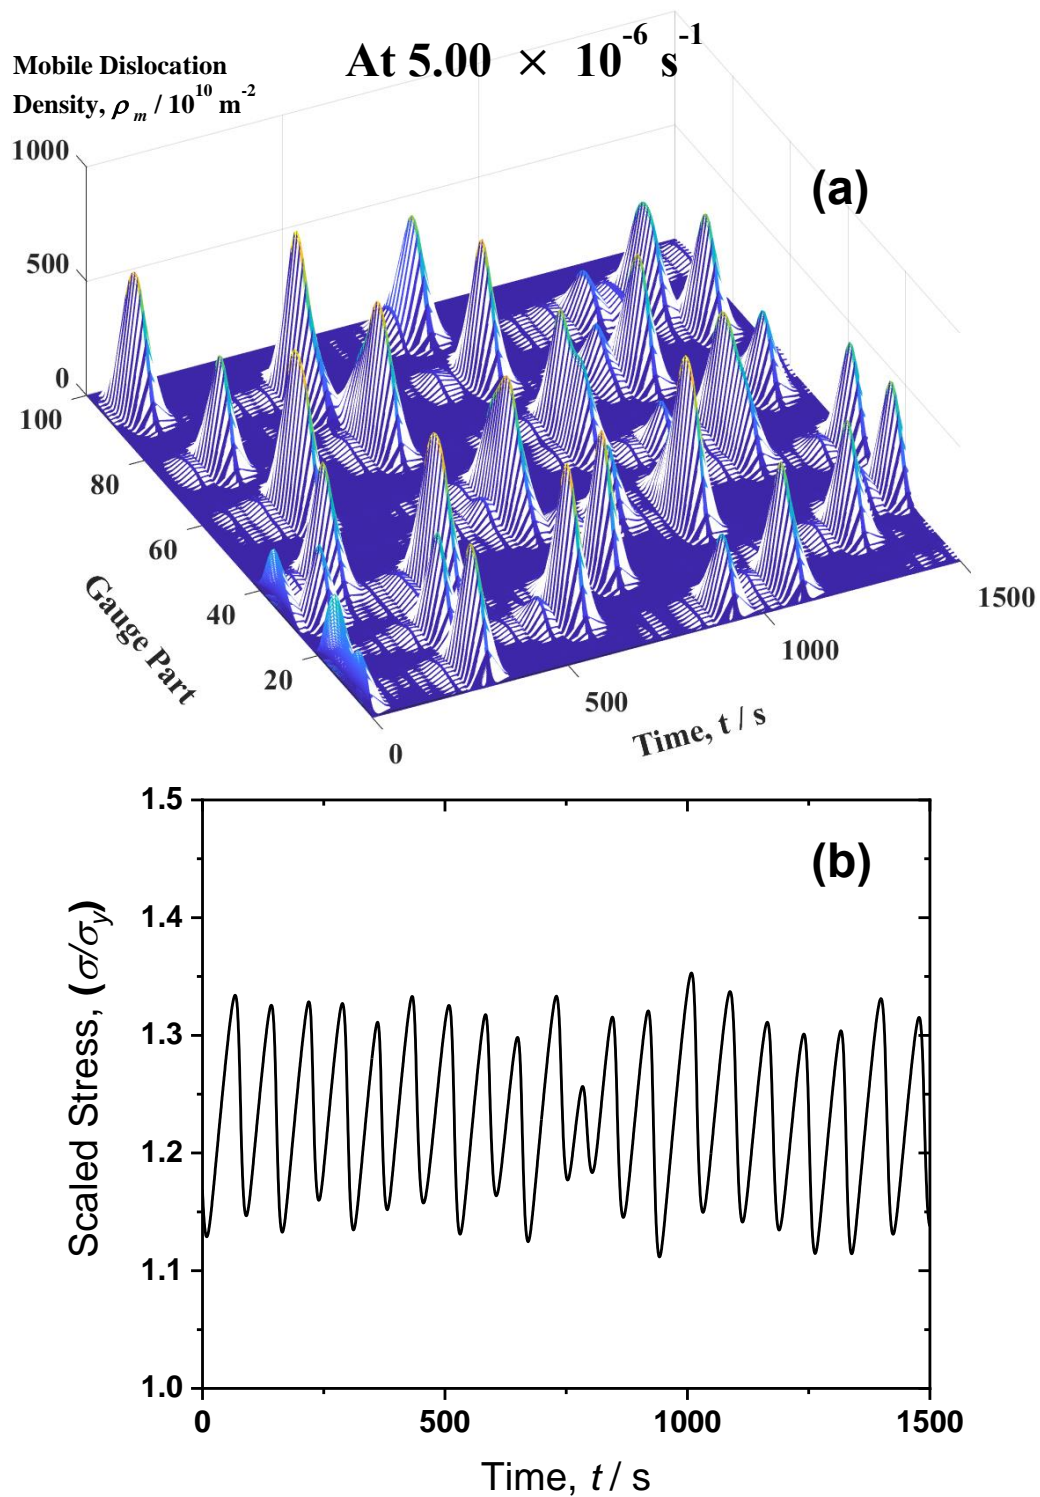 At 5.00 × 10⁻⁶ s⁻¹
Mobile Dislocation
Density, ρm / 10¹⁰ m⁻²
(a)
1000
500
0
100
80
60
40
20
Gauge Part
0
500
1000
1500
Time, t / s
(b)
1.5
1.4
1.3
1.2
1.1
1.0
Scaled Stress, (σ/σy)
0
500
1000
1500
Time, t / s